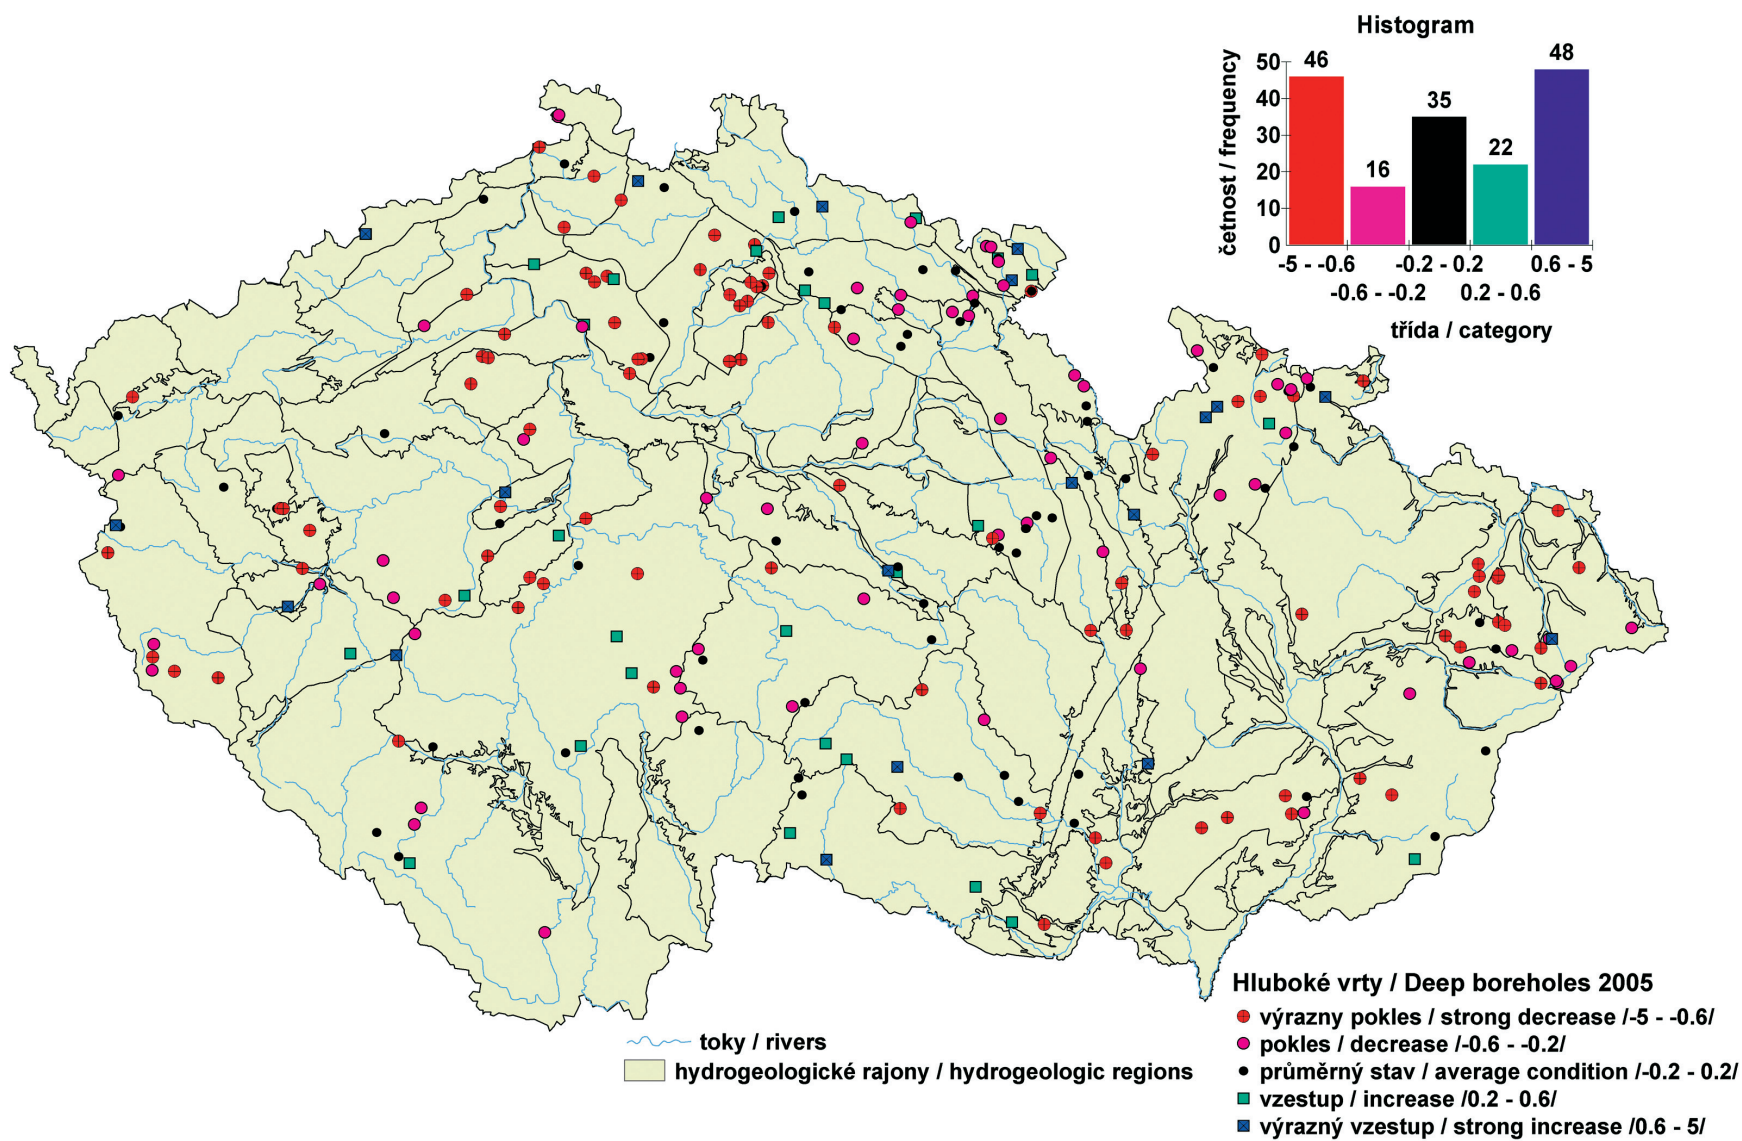 Histogram
četnost / frequency
50
40
30
20
10
0
46
16
35
22
48
-5 - -0.6
-0.2 - 0.2
0.6 - 5
-0.6 - -0.2
0.2 - 0.6
třída / category
Hluboké vrty / Deep boreholes 2005
výrazny pokles / strong decrease /-5 - -0.6/
pokles / decrease /-0.6 - -0.2/
průměrný stav / average condition /-0.2 - 0.2/
vzestup / increase /0.2 - 0.6/
výrazný vzestup / strong increase /0.6 - 5/
toky / rivers
hydrogeologické rajony / hydrogeologic regions